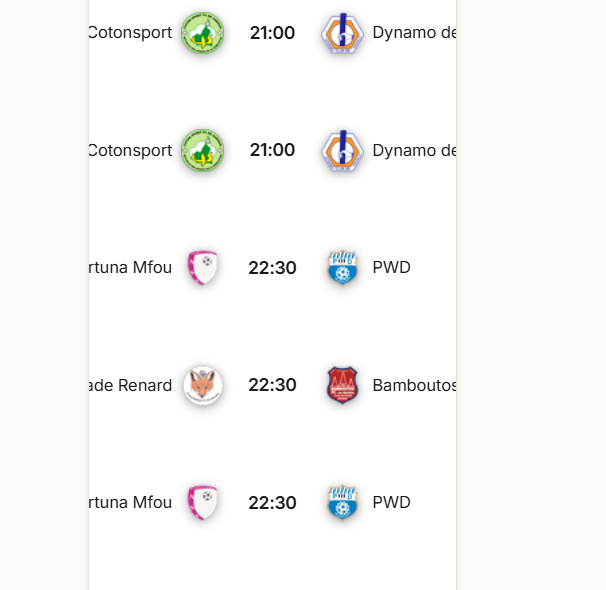 Cotonsport 21:00 Dynamo de
Cotonsport 21:00 Dynamo de
rtuna Mfou 22:30 PWD
ade Renard 22:30 Bamboutos
rtuna Mfou 22:30 PWD